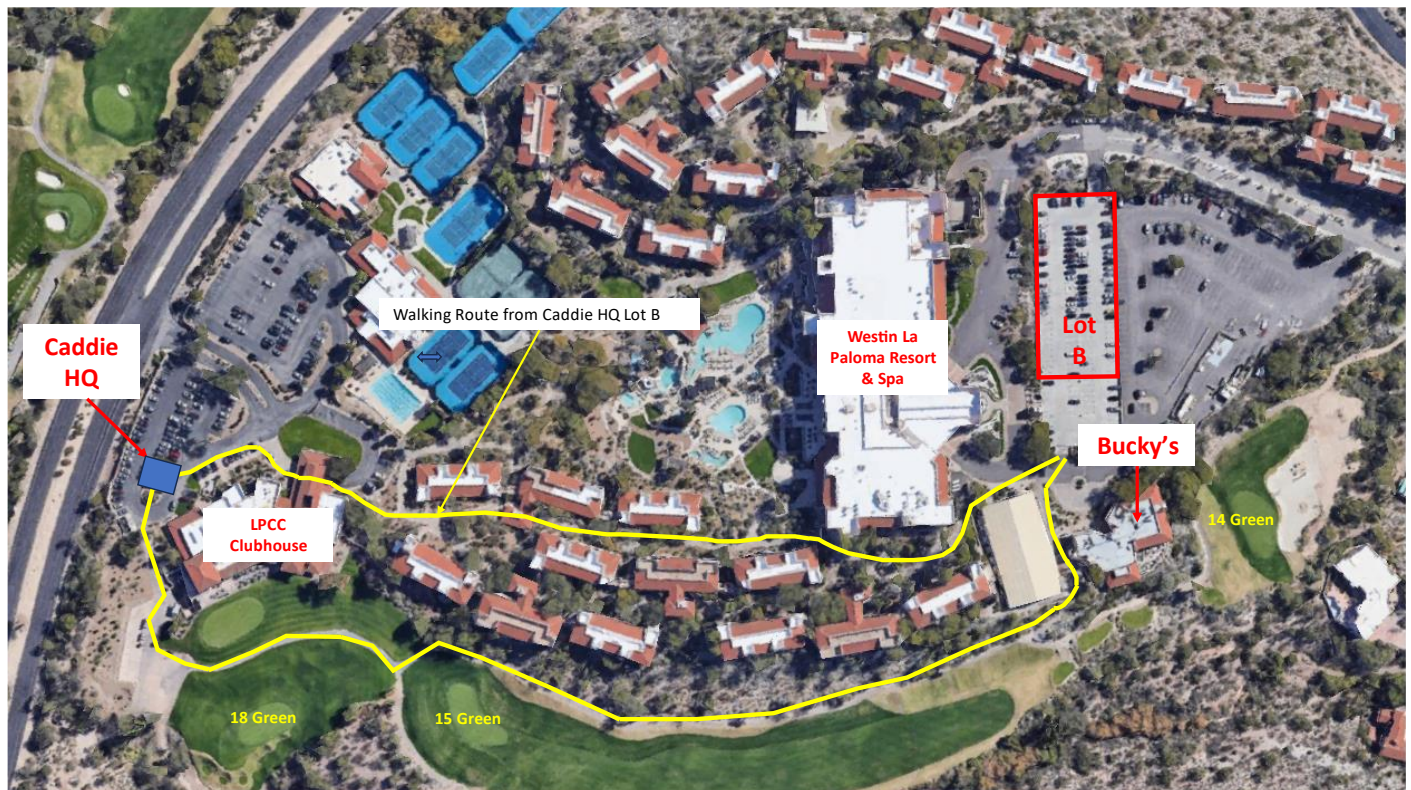 Walking Route from Caddie HQ Lot B
Caddie
HQ
Westin La
Paloma Resort
& Spa
Lot
B
Bucky's
LPCC
Clubhouse
14 Green
18 Green
15 Green